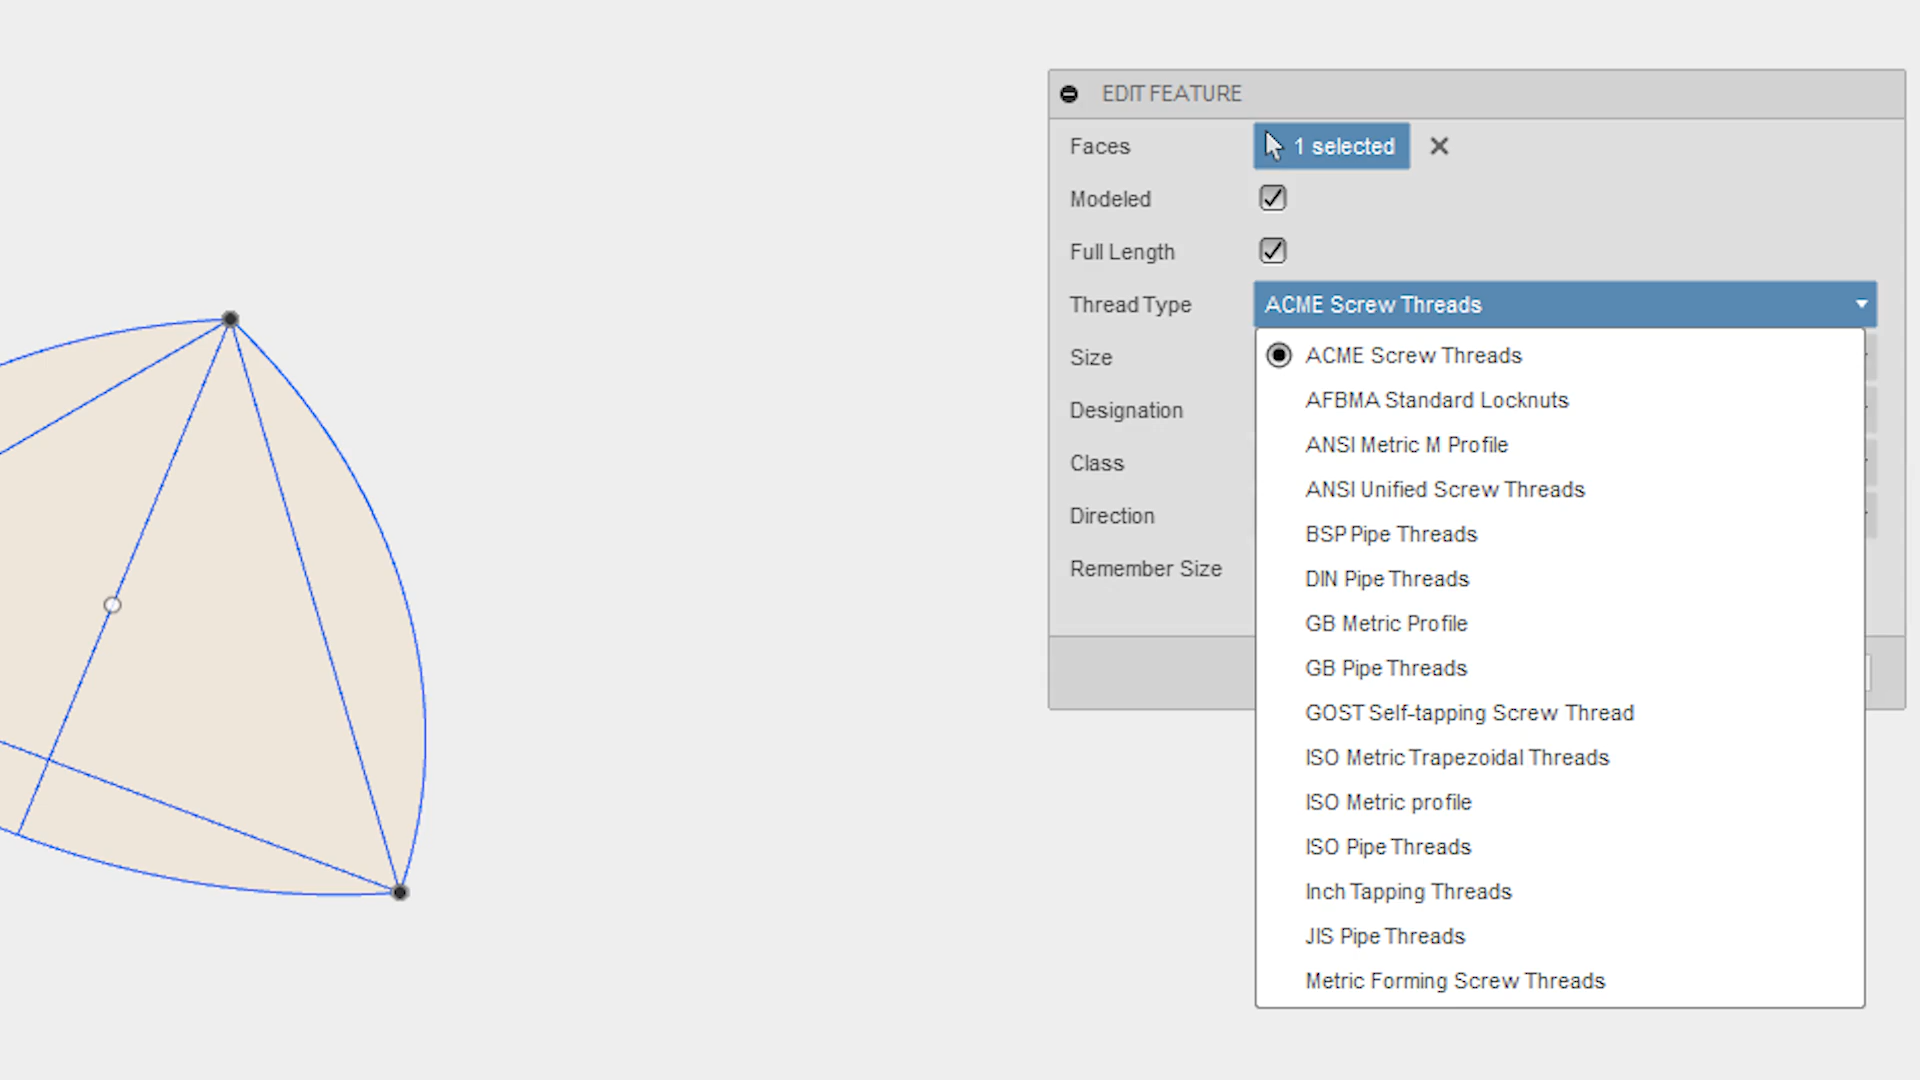 EDIT FEATURE
Faces 1 selected
Modeled
Full Length
Thread Type ACME Screw Threads
Size
Designation
Class
Direction
Remember Size
ACME Screw Threads
AFBMA Standard Locknuts
ANSI Metric M Profile
ANSI Unified Screw Threads
BSP Pipe Threads
DIN Pipe Threads
GB Metric Profile
GB Pipe Threads
GOST Self-tapping Screw Thread
ISO Metric Trapezoidal Threads
ISO Metric profile
ISO Pipe Threads
Inch Tapping Threads
JIS Pipe Threads
Metric Forming Screw Threads